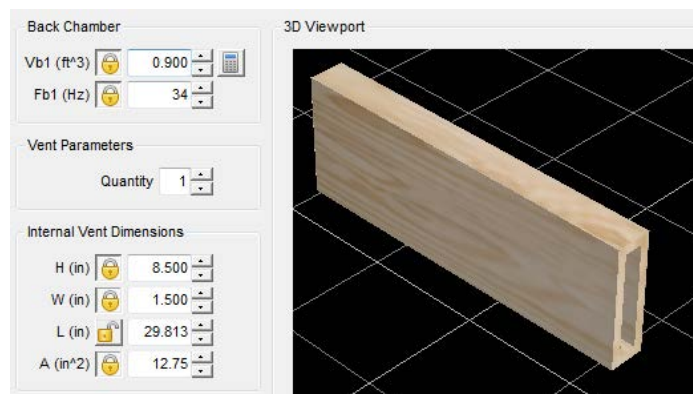 Back Chamber
3D Viewport
Vb1 (ft^3) 0.900
Fb1 (Hz) 34
Vent Parameters
Quantity 1
Internal Vent Dimensions
H (in) 8.500
W (in) 1.500
L (in) 29.813
A (in^2) 12.75